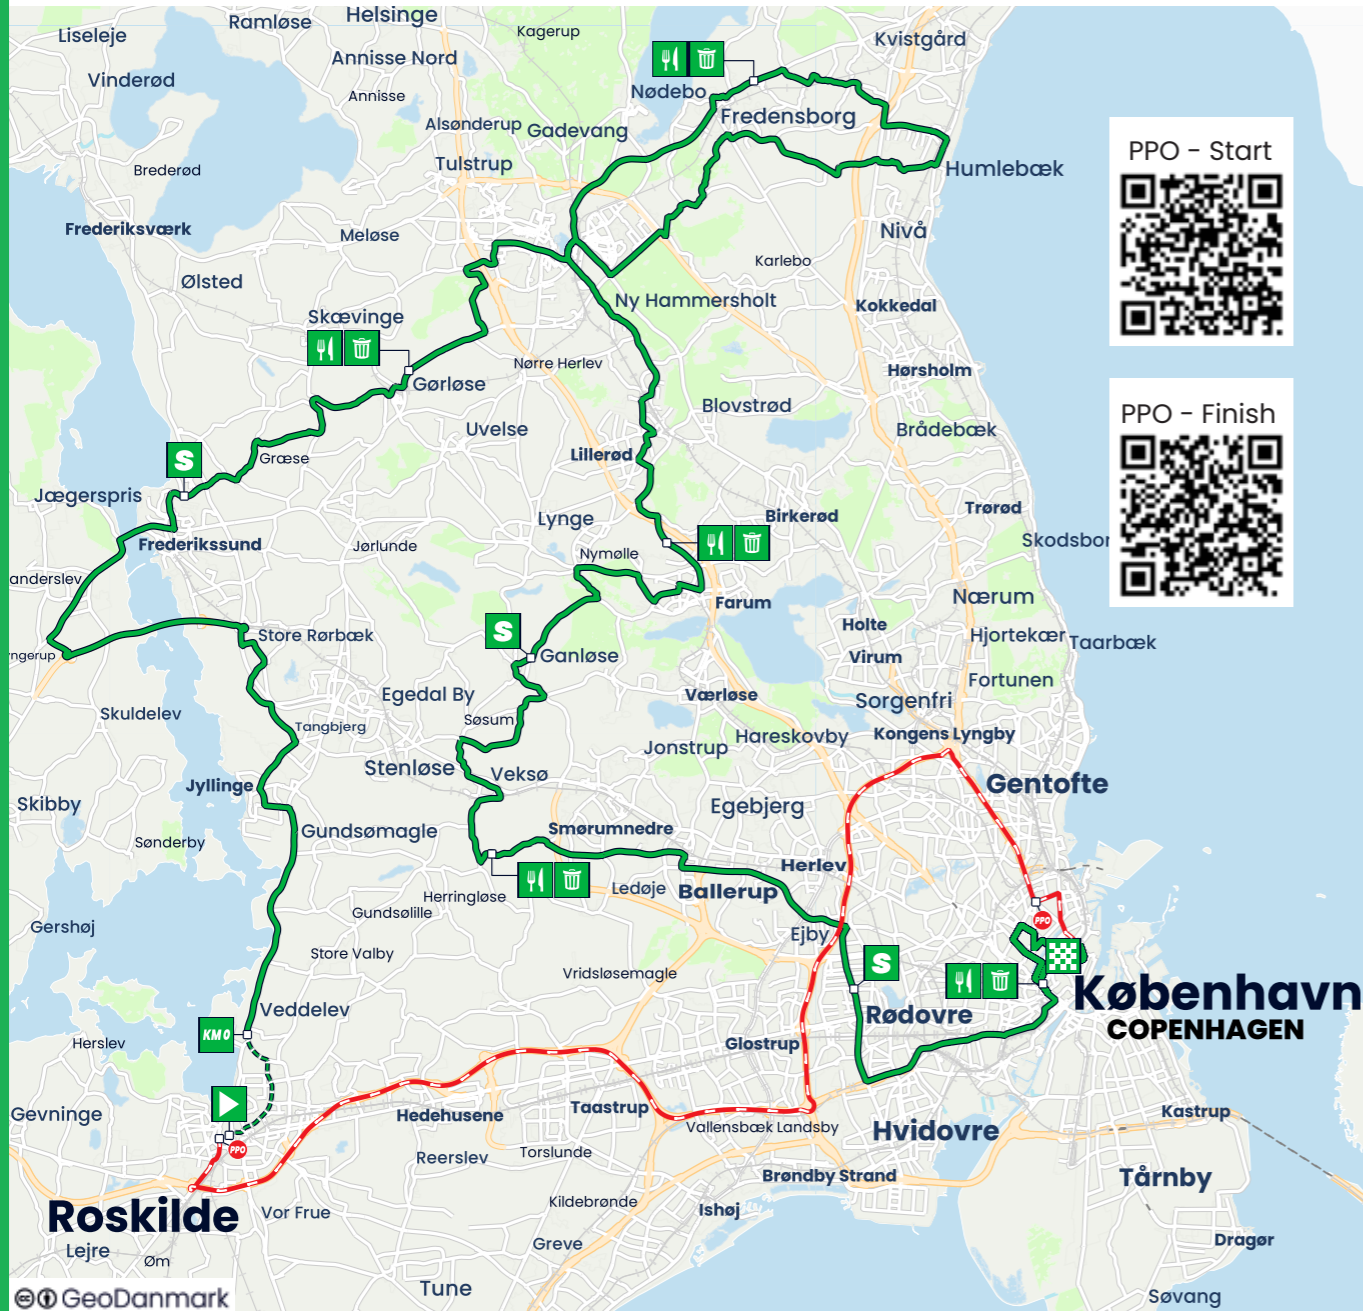 Liseleje
Ramløse
Helsinge
Kagerup
Kvistgård
Vinderød
Annisse Nord
Annisse
Nødebo
Fredensborg
Alsønderup
Gadevang
Tulstrup
Brederød
Humlebæk
PPO - Start
Frederiksværk
Meløse
Nivå
Karlebo
Ølsted
Ny Hammersholt
Kokkedal
Skævinge
Nørre Herlev
Hørsholm
Gørløse
Blovstrød
PPO - Finish
Uvelse
Brådebæk
Lillerød
Græse
S
Jægerspris
Trørød
Lynge
Birkerød
Frederikssund
Jørlunde
Nymølle
Skodsbor
anderslev
Nærum
Farum
Holte
S
Store Rørbæk
Hjortekær
Taarbæk
ngerup
Ganløse
Virum
Fortunen
Egedal By
Værløse
Sorgenfri
Skuldelev
Søsum
Tangbjerg
Jonstrup
Hareskovby
Kongens Lyngby
Stenløse
Veksø
Jyllinge
Gentofte
Skibby
Egebjerg
Gundsømagle
Smørumnedre
Sønderby
Herlev
Herringløse
Ledøje
Ballerup
Gundsølille
PPO
Gershøj
Ejby
Store Valby
Vridsløsemagle
S
København
COPENHAGEN
Veddelev
Rødovre
KM 0
Herslev
Glostrup
Gevninge
Hedehusene
Taastrup
Kastrup
Vallensbæk Landsby
Hvidovre
PPO
Reerslev
Torslunde
Brøndby Strand
Tårnby
Roskilde
Vor Frue
Kildebrønde
Ishøj
Lejre
Øm
Greve
Dragør
Tune
Søvang
GeoDanmark